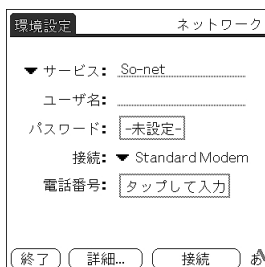 環境設定 ネットワーク
▼ サービス: So-net
ユーザ名:
パスワード: -未設定-
接続: ▼ Standard Modem
電話番号: タップして入力
終了 詳細... 接続 あ